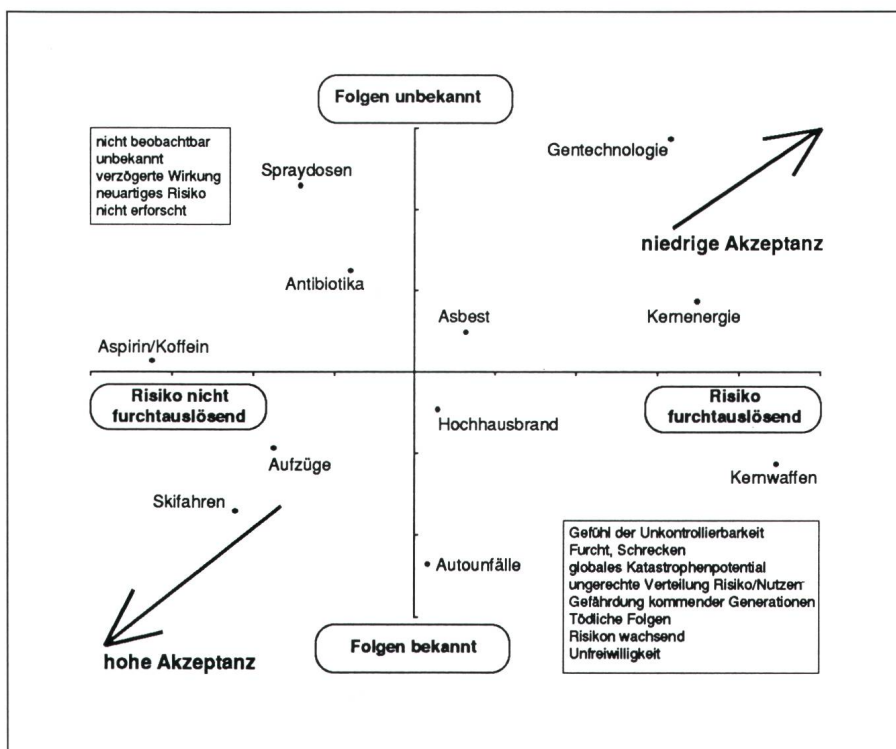 Folgen unbekannt
nicht beobachtbar
unbekannt
verzögerte Wirkung
neuartiges Risiko
nicht erforscht
Spraydosen
Gentechnologie
niedrige Akzeptanz
Antibiotika
Asbest
Kernenergie
Aspirin/Koffein
Risiko nicht
furchtauslösend
Risiko
furchtauslösend
Hochhausbrand
Aufzüge
Kernwaffen
Skifahren
Gefühl der Unkontrollierbarkeit
Furcht, Schrecken
globales Katastrophenpotential
ungerechte Verteilung Risiko/Nutzen
Gefährdung kommender Generationen
Tödliche Folgen
Risikon wachsend
Unfreiwilligkeit
Autounfälle
Folgen bekannt
hohe Akzeptanz